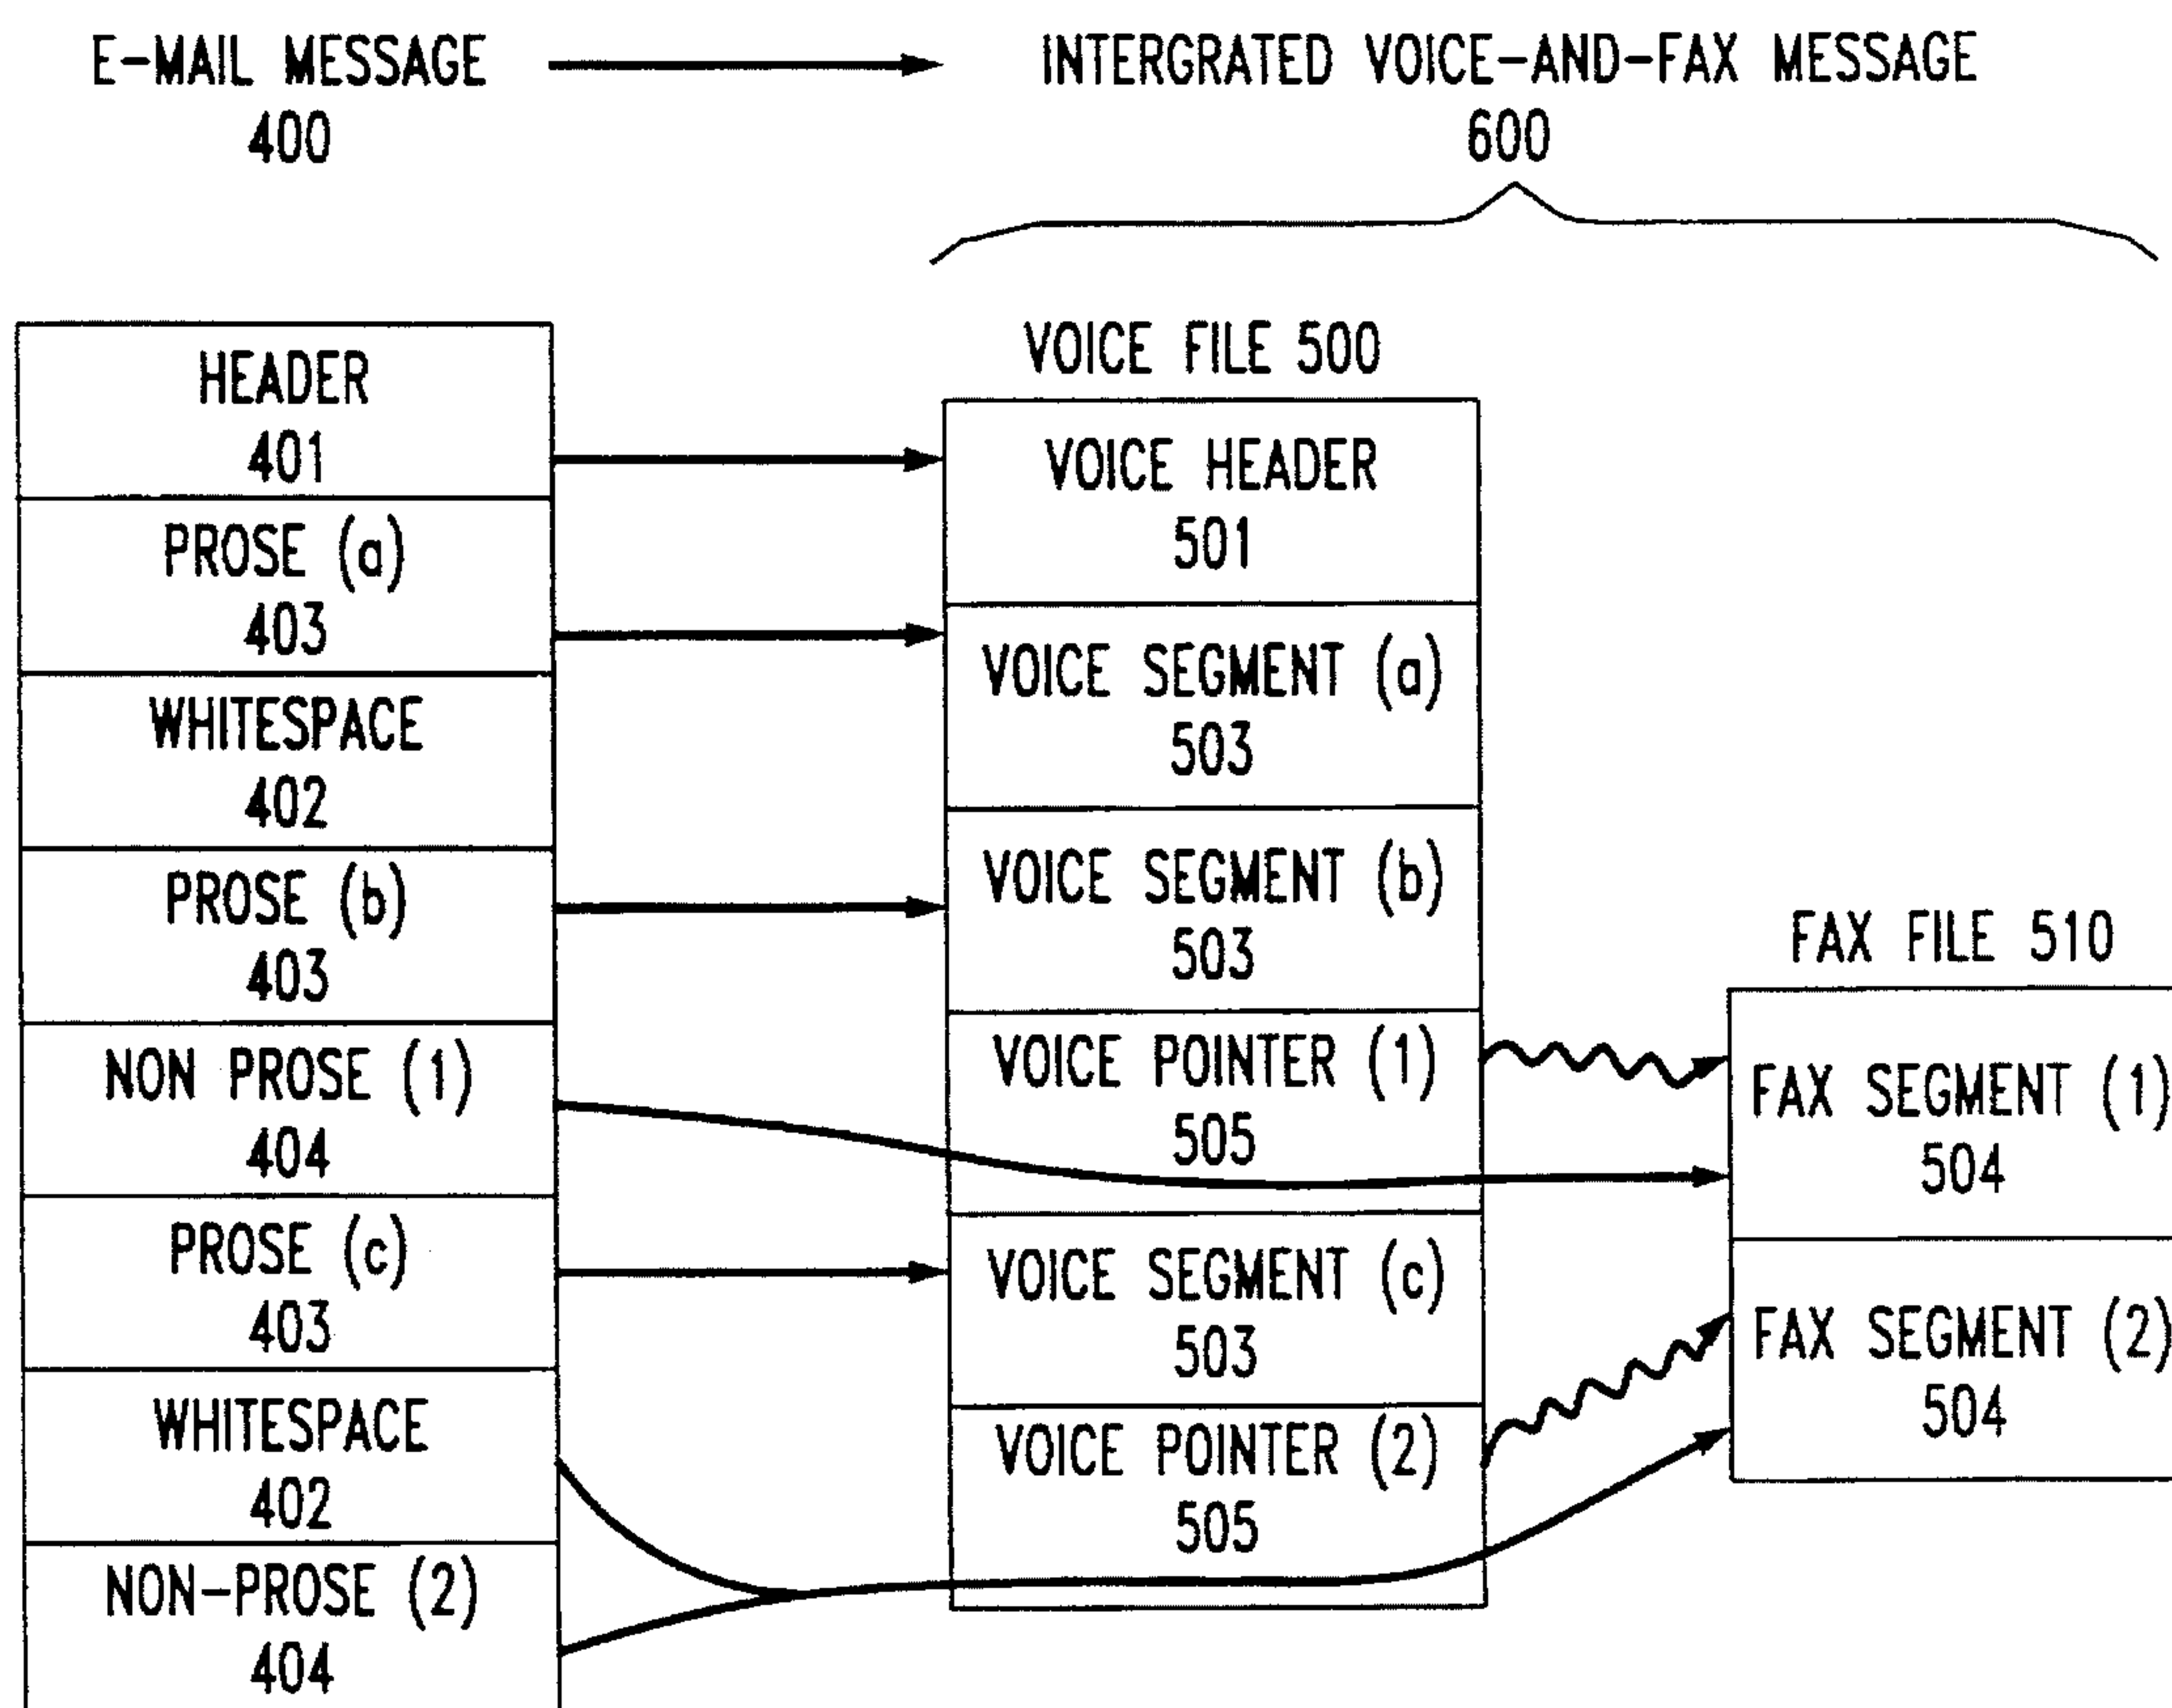 E-MAIL MESSAGE
400
INTERGRATED VOICE-AND-FAX MESSAGE
600
HEADER
401
PROSE (a)
403
WHITESPACE
402
PROSE (b)
403
NON PROSE (1)
404
PROSE (c)
403
WHITESPACE
402
NON-PROSE (2)
404
VOICE FILE 500
VOICE HEADER
501
VOICE SEGMENT (a)
503
VOICE SEGMENT (b)
503
VOICE POINTER (1)
505
VOICE SEGMENT (c)
503
VOICE POINTER (2)
505
FAX FILE 510
FAX SEGMENT (1)
504
FAX SEGMENT (2)
504